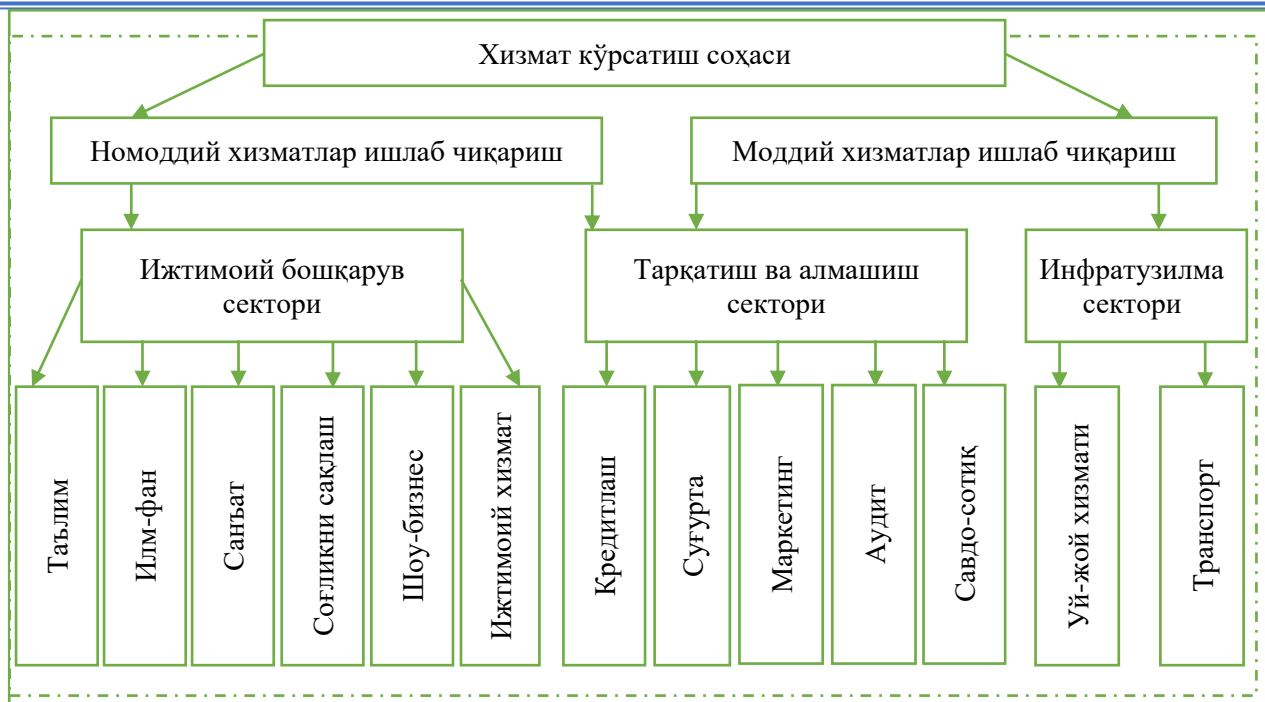 Хизмат кўрсатиш соҳаси
Номоддий хизматлар ишлаб чиқариш
Моддий хизматлар ишлаб чиқариш
Ижтимоий бошқарув
сектори
Тарқатиш ва алмашиш
сектори
Инфратузилма
сектори
Таълим
Илм-фан
Санъат
Соғликни сақлаш
Шоу-бизнес
Ижтимоий хизмат
Кредитлаш
Суғурта
Маркетинг
Аудит
Савдо-сотиқ
Уй-жой хизмати
Транспорт